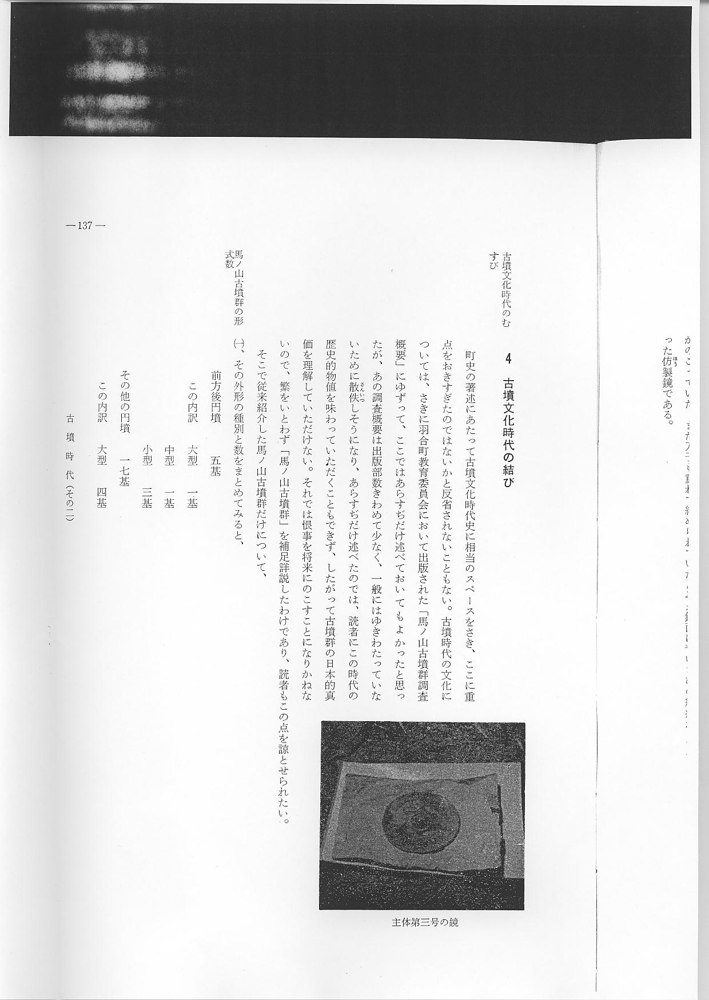 った仿製鏡である。
ほう
4　古墳文化時代の結び
古墳文化時代のむ
すび
町史の著述にあたって古墳文化時代史に相当のスペースをさき、ここに重
点をおきすぎたのではないかと反省されないこともない。古墳時代の文化に
ついては、さきに羽合町教育委員会において出版された「馬ノ山古墳群調査
概要」にゆずって、ここではあらすぢだけ述べておいてもよかったと思っ
たが、あの調査概要は出版部数きわめて少なく、一般にはゆきわたっていな
いために散佚しそうになり、あらすぢだけ述べたのでは、読者にこの時代の
さんいつ
歴史的物値を味わっていただくこともできず、したがって古墳群の日本的真
価を理解していただけない。それでは恨事を将来にのこすことになりかねな
いので、繁をいとわず「馬ノ山古墳群」を補足詳説したわけであり、読者もこの点を諒とせられたい。
そこで従来紹介した馬ノ山古墳群だけについて、
馬ノ山古墳群の形
式数
㈠、その外形の種別と数をまとめてみると、
前方後円墳　五基
この内訳　大型　一基
中型　一基
小型　三基
その他の円墳　一七基
この内訳　大型　四基
主体第三号の鏡
古墳時代(その二)
—137—